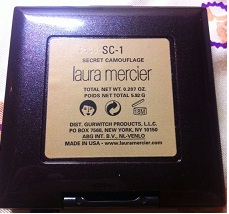 SC-1
SECRET CAMOUFLAGE
laura mercier
TOTAL NET WT. 0.207 OZ.
POIDS NET TOTAL 5.92 G
DIST. GURWITCH PRODUCTS, L.L.C.
PO BOX 7568, NEW YORK, NY 10150
ABG INT. B.V., NL-VENLO
MADE IN USA • www.lauramercier.com